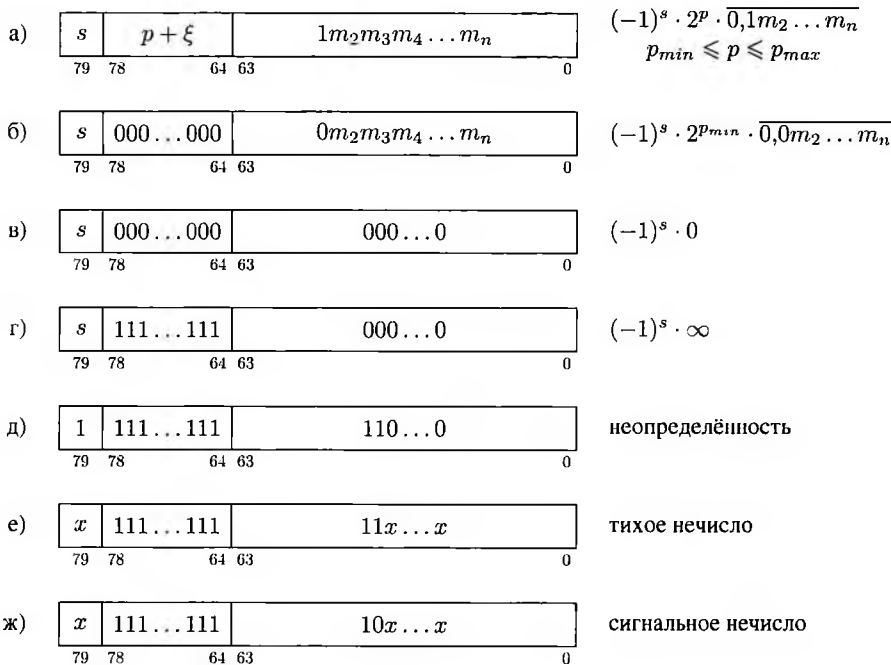 а) s p + ξ 1m₂m₃m₄ … mₙ (−1)ˢ · 2ᵖ · 0,1m₂ … mₙ
79 78 64 63 0 pₘᵢₙ ⩽ p ⩽ pₘₐₓ
б) s 000…000 0m₂m₃m₄ … mₙ (−1)ˢ · 2^{pₘᵢₙ} · 0,0m₂ … mₙ
79 78 64 63 0
в) s 000…000 000…0 (−1)ˢ · 0
79 78 64 63 0
г) s 111…111 000…0 (−1)ˢ · ∞
79 78 64 63 0
д) 1 111…111 110…0 неопределённость
79 78 64 63 0
е) x 111…111 11x…x тихое нечисло
79 78 64 63 0
ж) x 111…111 10x…x сигнальное нечисло
79 78 64 63 0